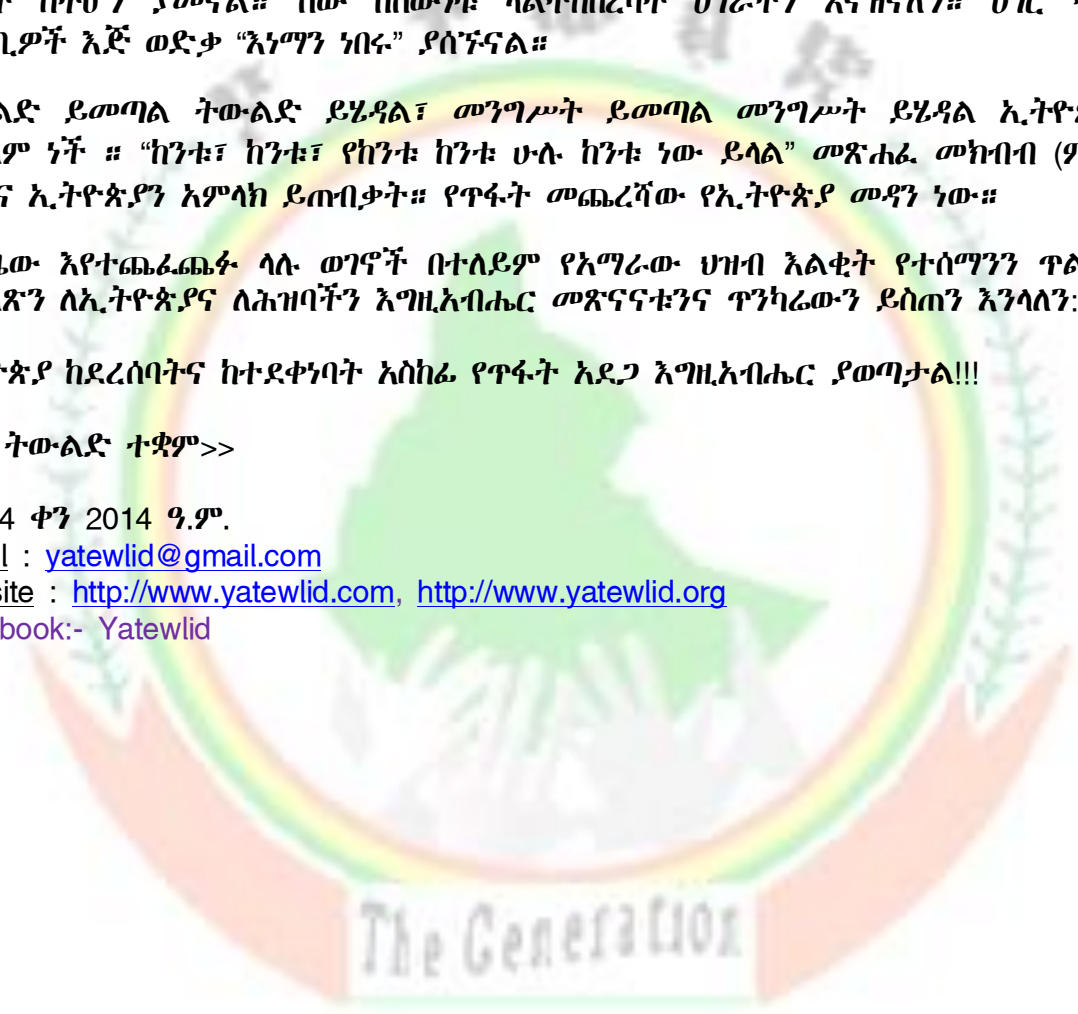 ያመናል።
ቢዎች እጅ ወድቃ “እነማን ነበሩ” ያሰኙናል።
ልድ ይመጣል ትውልድ ይሄዳል፣ መንግሥት ይመጣል መንግሥት ይሄዳል ኢትዮ
ም ነች ። “ከንቱ፣ ከንቱ፣ የከንቱ ከንቱ ሁሉ ከንቱ ነው ይላል” መጽሐፈ መክብብ (ም
ና ኢትዮጵያን አምላክ ይጠብቃት። የጥፋት መጨረሻው የኢትዮጵያ መዳን ነው።
ው እየተጨፈጨፉ ላሉ ወገኖች በተለይም የአማራው ህዝብ እልቂት የተሰማንን ጥል
ጽን ለኢትዮጵያና ለሕዝባችን እግዚአብሔር መጽናናቱንና ጥንካሬውን ይስጠን እንላለን:
ትጵያ ከደረሰባትና ከተደቀነባት አስከፊ የጥፋት አደጋ እግዚአብሔር ያወጣታል!!!
ትውልድ ተቋም>>
4 ቀን 2014 ዓ.ም.
l : yatewlid@gmail.com
site : http://www.yatewlid.com, http://www.yatewlid.org
book:- Yatewlid
The Generation